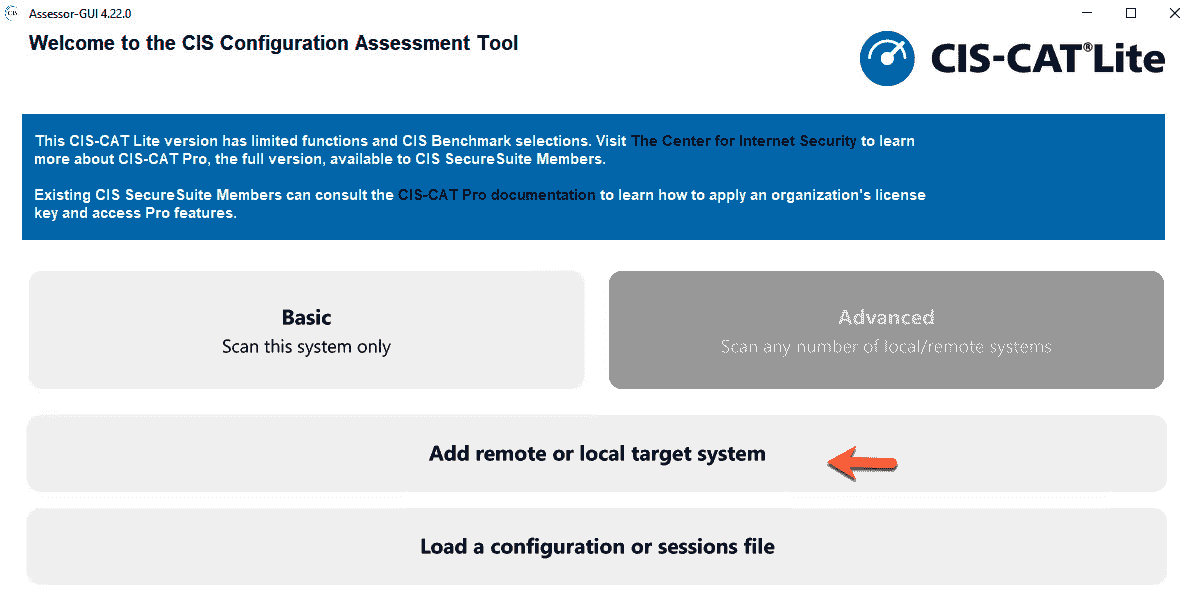 CIS Assessor-GUI 4.22.0
Welcome to the CIS Configuration Assessment Tool
CIS-CAT®Lite
This CIS-CAT Lite version has limited functions and CIS Benchmark selections. Visit The Center for Internet Security to learn
more about CIS-CAT Pro, the full version, available to CIS SecureSuite Members.
Existing CIS SecureSuite Members can consult the CIS-CAT Pro documentation to learn how to apply an organization's license
key and access Pro features.
Basic
Scan this system only
Advanced
Scan any number of local/remote systems
Add remote or local target system
Load a configuration or sessions file